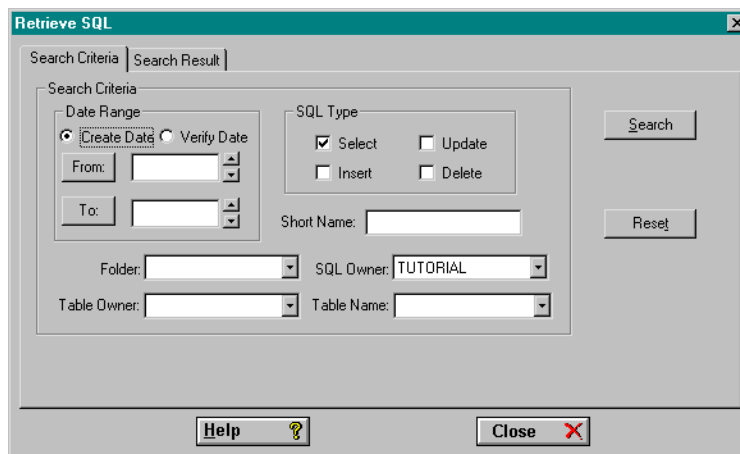 Retrieve SQL
Search Criteria Search Result
Search Criteria
Date Range
Create Date Verify Date
From:
To:
SQL Type
Select Update
Insert Delete
Short Name:
Folder: SQL Owner: TUTORIAL
Table Owner: Table Name:
Search
Reset
Help ?
Close